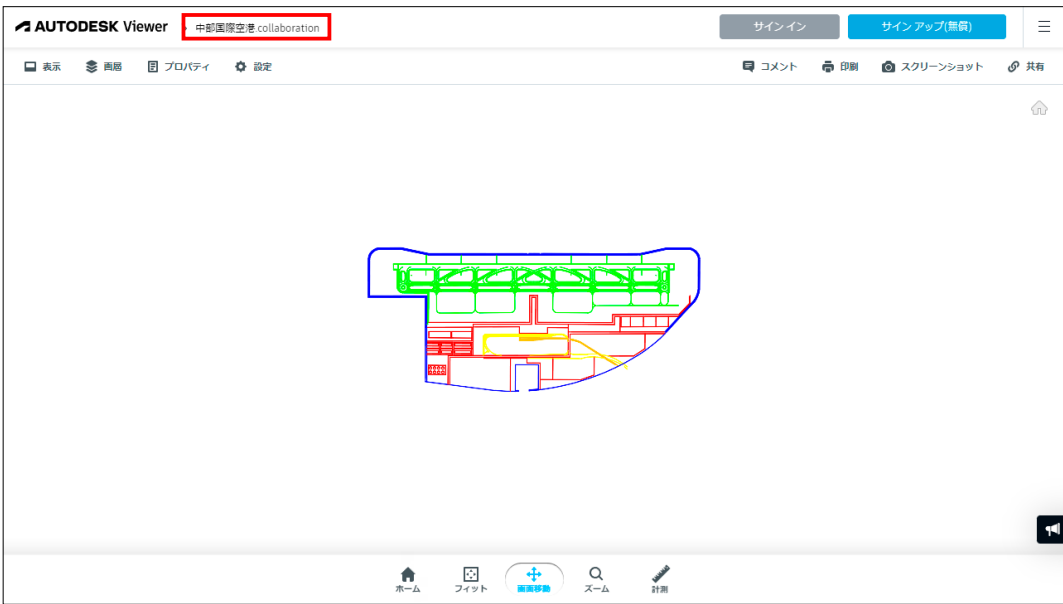 AUTODESK Viewer
中部国際空港.collaboration
サイン イン
サイン アップ(無償)
表示
画層
プロパティ
設定
コメント
印刷
スクリーンショット
共有
ホーム
フィット
画面移動
ズーム
計測